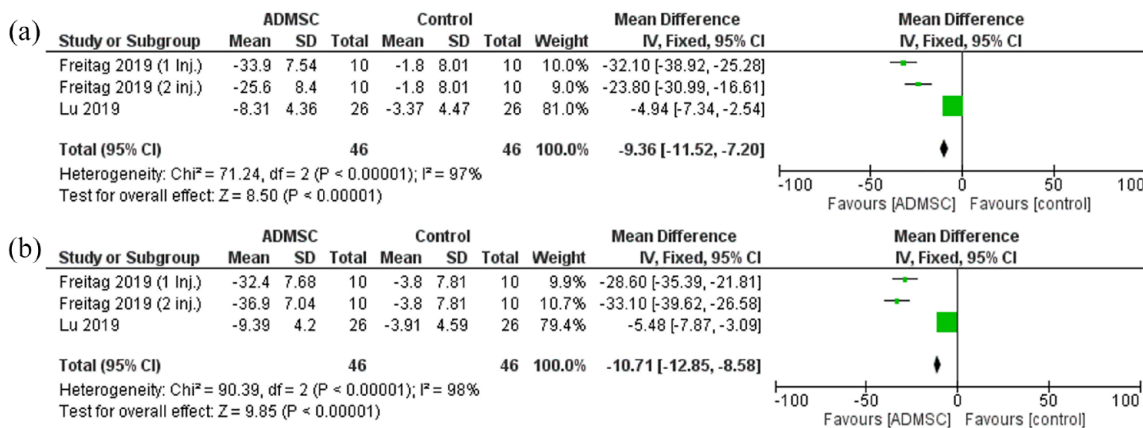 (a)
ADMSC Control Mean Difference Mean Difference
Study or Subgroup Mean SD Total Mean SD Total Weight IV, Fixed, 95% CI IV, Fixed, 95% CI
Freitag 2019 (1 Inj.) -33.9 7.54 10 -1.8 8.01 10 10.0% -32.10 [-38.92, -25.28]
Freitag 2019 (2 inj.) -25.6 8.4 10 -1.8 8.01 10 9.0% -23.80 [-30.99, -16.61]
Lu 2019 -8.31 4.36 26 -3.37 4.47 26 81.0% -4.94 [-7.34, -2.54]
Total (95% CI) 46 46 100.0% -9.36 [-11.52, -7.20]
Heterogeneity: Chi² = 71.24, df = 2 (P < 0.00001); I² = 97%
Test for overall effect: Z = 8.50 (P < 0.00001)
-100 -50 0 50 100
Favours [ADMSC] Favours [control]
(b)
ADMSC Control Mean Difference Mean Difference
Study or Subgroup Mean SD Total Mean SD Total Weight IV, Fixed, 95% CI IV, Fixed, 95% CI
Freitag 2019 (1 Inj.) -32.4 7.68 10 -3.8 7.81 10 9.9% -28.60 [-35.39, -21.81]
Freitag 2019 (2 inj.) -36.9 7.04 10 -3.8 7.81 10 10.7% -33.10 [-39.62, -26.58]
Lu 2019 -9.39 4.2 26 -3.91 4.59 26 79.4% -5.48 [-7.87, -3.09]
Total (95% CI) 46 46 100.0% -10.71 [-12.85, -8.58]
Heterogeneity: Chi² = 90.39, df = 2 (P < 0.00001); I² = 98%
Test for overall effect: Z = 9.85 (P < 0.00001)
-100 -50 0 50 100
Favours [ADMSC] Favours [control]